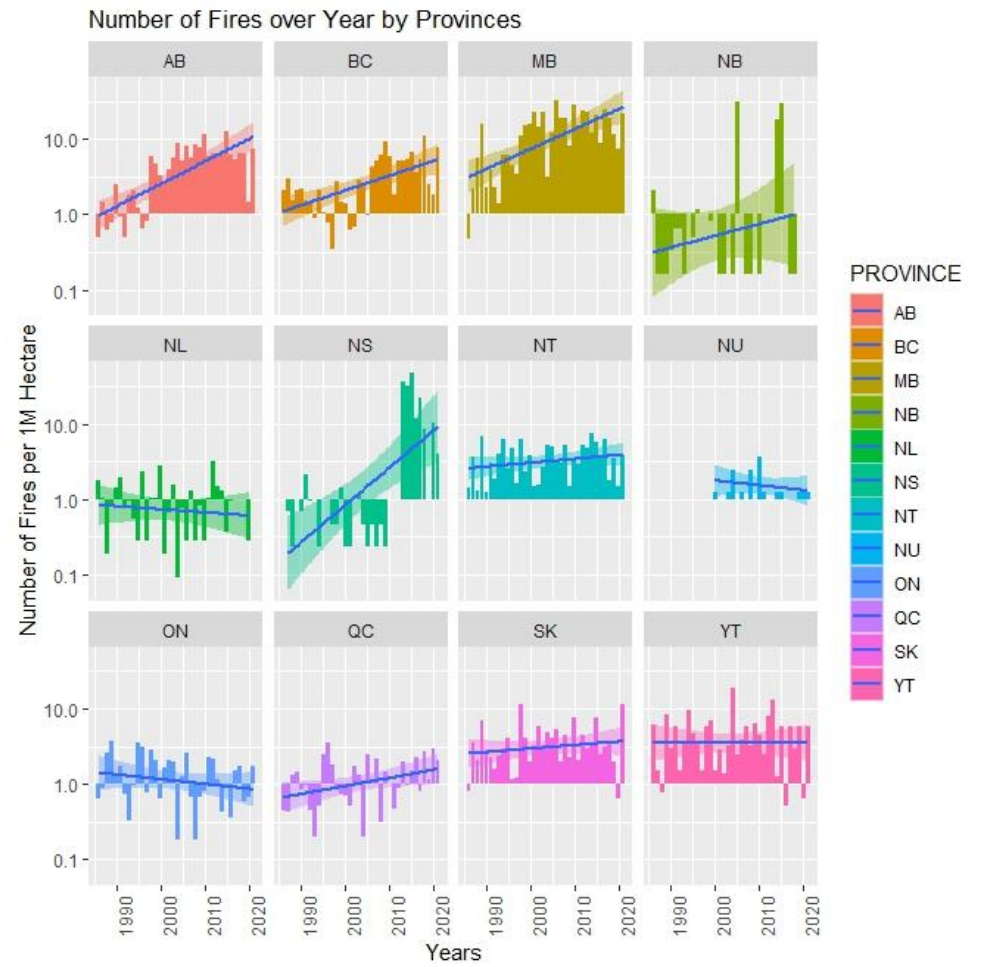 Number of Fires over Year by Provinces
AB BC MB NB
10.0
1.0
0.1
NL NS NT NU
10.0
1.0
0.1
ON QC SK YT
10.0
1.0
0.1
1990 2000 2010 2020 1990 2000 2010 2020 1990 2000 2010 2020 1990 2000 2010 2020
Years
Number of Fires per 1M Hectare
PROVINCE
AB
BC
MB
NB
NL
NS
NT
NU
ON
QC
SK
YT